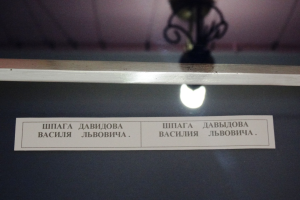 ШПАГА ДАВИДОВА
ВАСИЛЯ ЛЬВОВИЧА.
ШПАГА ДАВЫДОВА
ВАСИЛИЯ ЛЬВОВИЧА.